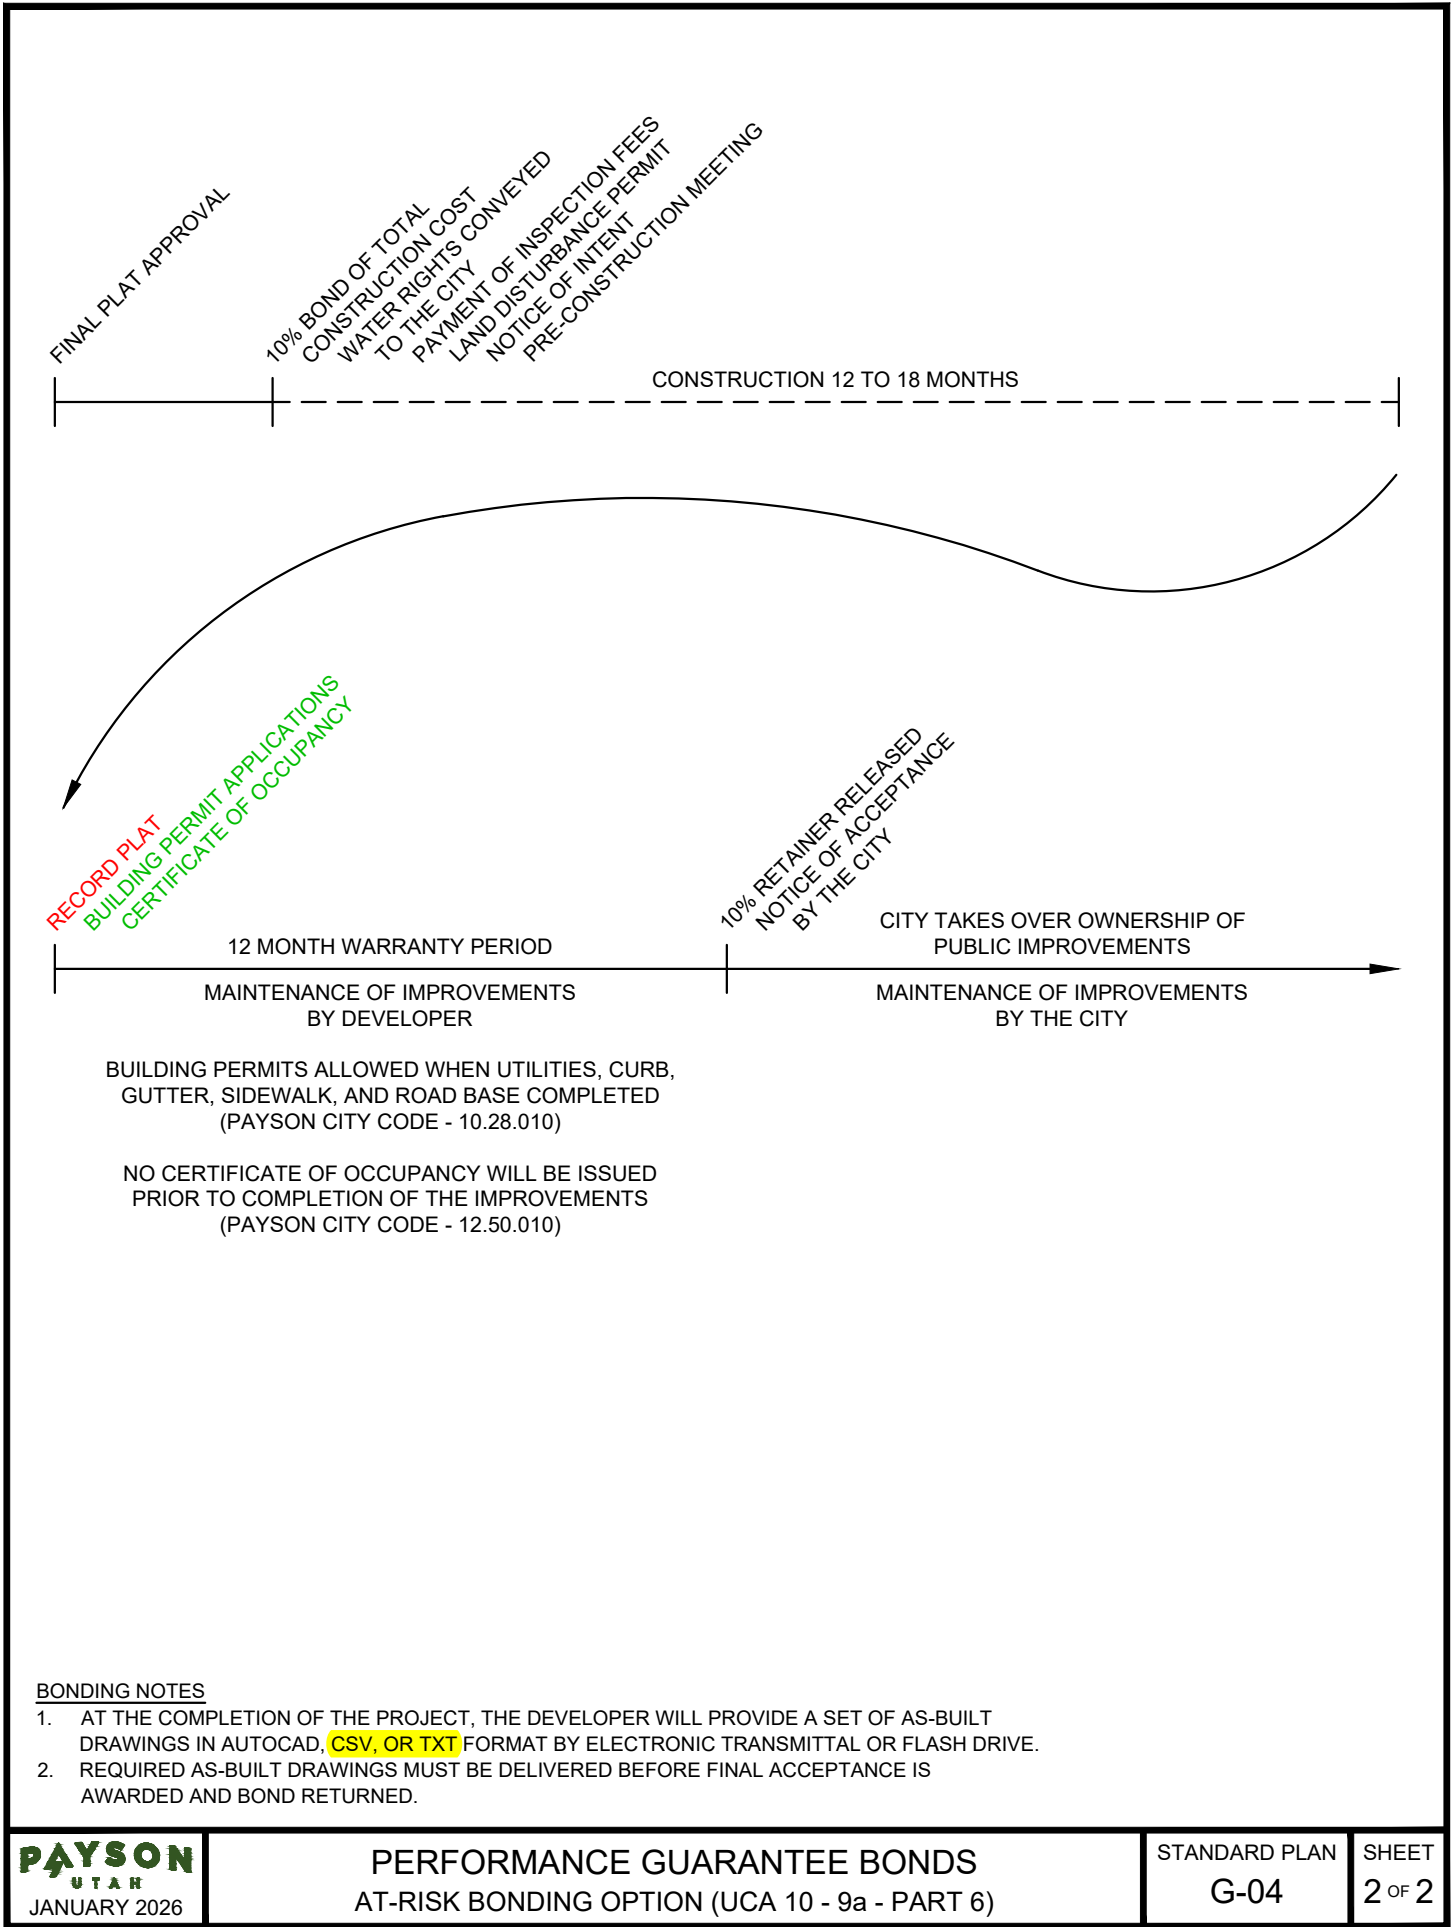 FINAL PLAT APPROVAL
10% BOND OF TOTAL
CONSTRUCTION COST
WATER RIGHTS CONVEYED
TO THE CITY
PAYMENT OF INSPECTION FEES
LAND DISTURBANCE PERMIT
NOTICE OF INTENT
PRE-CONSTRUCTION MEETING
CONSTRUCTION 12 TO 18 MONTHS
RECORD PLAT
BUILDING PERMIT APPLICATIONS
CERTIFICATE OF OCCUPANCY
10% RETAINER RELEASED
NOTICE OF ACCEPTANCE
BY THE CITY
12 MONTH WARRANTY PERIOD
MAINTENANCE OF IMPROVEMENTS
BY DEVELOPER
CITY TAKES OVER OWNERSHIP OF
PUBLIC IMPROVEMENTS
MAINTENANCE OF IMPROVEMENTS
BY THE CITY
BUILDING PERMITS ALLOWED WHEN UTILITIES, CURB,
GUTTER, SIDEWALK, AND ROAD BASE COMPLETED
(PAYSON CITY CODE - 10.28.010)
NO CERTIFICATE OF OCCUPANCY WILL BE ISSUED
PRIOR TO COMPLETION OF THE IMPROVEMENTS
(PAYSON CITY CODE - 12.50.010)
BONDING NOTES
1. AT THE COMPLETION OF THE PROJECT, THE DEVELOPER WILL PROVIDE A SET OF AS-BUILT
DRAWINGS IN AUTOCAD, CSV, OR TXT FORMAT BY ELECTRONIC TRANSMITTAL OR FLASH DRIVE.
2. REQUIRED AS-BUILT DRAWINGS MUST BE DELIVERED BEFORE FINAL ACCEPTANCE IS
AWARDED AND BOND RETURNED.
PAYSON
UTAH
JANUARY 2026
PERFORMANCE GUARANTEE BONDS
AT-RISK BONDING OPTION (UCA 10 - 9a - PART 6)
STANDARD PLAN
G-04
SHEET
2 OF 2